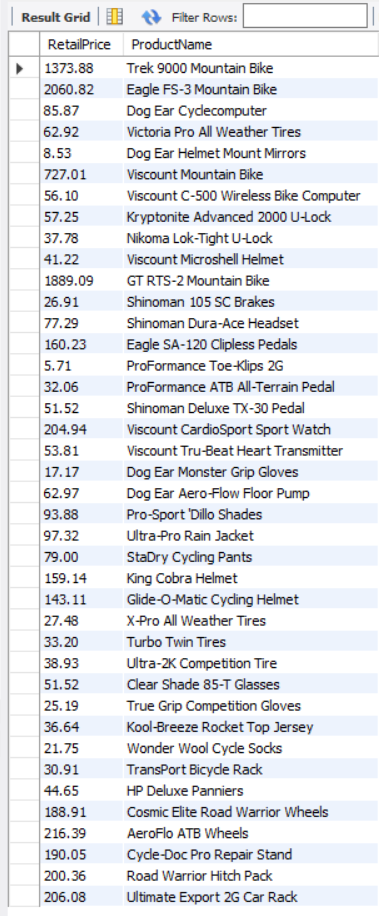 Result Grid Filter Rows:
RetailPrice ProductName
1373.88 Trek 9000 Mountain Bike
2060.82 Eagle FS-3 Mountain Bike
85.87 Dog Ear Cyclecomputer
62.92 Victoria Pro All Weather Tires
8.53 Dog Ear Helmet Mount Mirrors
727.01 Viscount Mountain Bike
56.10 Viscount C-500 Wireless Bike Computer
57.25 Kryptonite Advanced 2000 U-Lock
37.78 Nikoma Lok-Tight U-Lock
41.22 Viscount Microshell Helmet
1889.09 GT RTS-2 Mountain Bike
26.91 Shinoman 105 SC Brakes
77.29 Shinoman Dura-Ace Headset
160.23 Eagle SA-120 Clipless Pedals
5.71 ProFormance Toe-Klips 2G
32.06 ProFormance ATB All-Terrain Pedal
51.52 Shinoman Deluxe TX-30 Pedal
204.94 Viscount CardioSport Sport Watch
53.81 Viscount Tru-Beat Heart Transmitter
17.17 Dog Ear Monster Grip Gloves
62.97 Dog Ear Aero-Flow Floor Pump
93.88 Pro-Sport 'Dillo Shades
97.32 Ultra-Pro Rain Jacket
79.00 StaDry Cycling Pants
159.14 King Cobra Helmet
143.11 Glide-O-Matic Cycling Helmet
27.48 X-Pro All Weather Tires
33.20 Turbo Twin Tires
38.93 Ultra-2K Competition Tire
51.52 Clear Shade 85-T Glasses
25.19 True Grip Competition Gloves
36.64 Kool-Breeze Rocket Top Jersey
21.75 Wonder Wool Cycle Socks
30.91 TransPort Bicycle Rack
44.65 HP Deluxe Panniers
188.91 Cosmic Elite Road Warrior Wheels
216.39 AeroFlo ATB Wheels
190.05 Cycle-Doc Pro Repair Stand
200.36 Road Warrior Hitch Pack
206.08 Ultimate Export 2G Car Rack